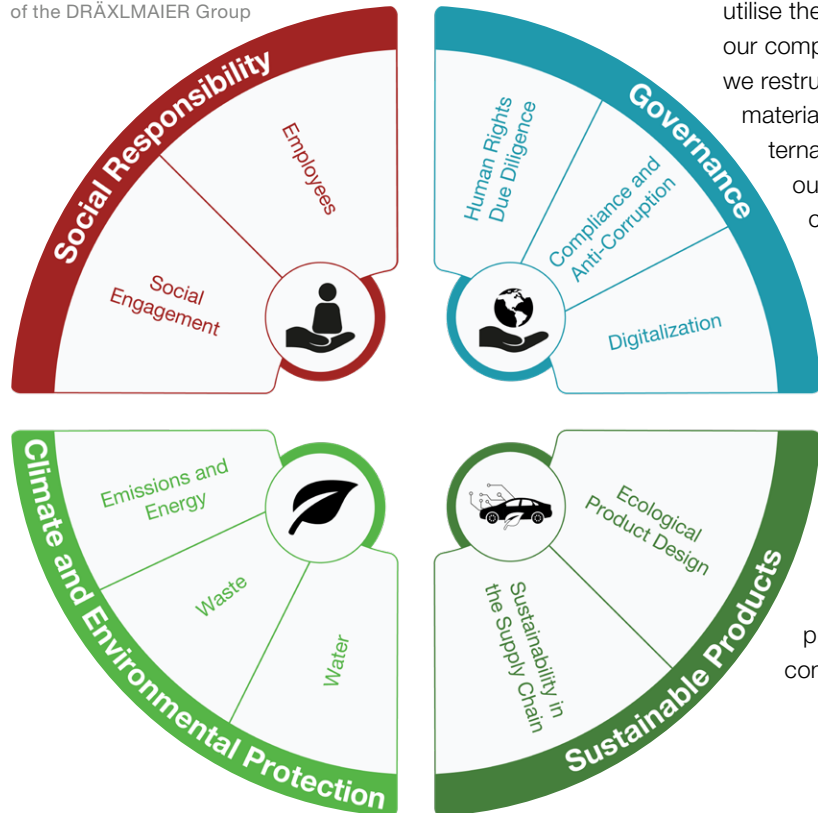 of the DRÄXLMAIER Group
Social Responsibility
Employees
Social
Engagement
Governance
Human Rights
Due Diligence
Compliance and
Anti-Corruption
Digitalization
utilise the
our comp
we restru
materia
terna
ou
Climate and Environmental Protection
Emissions and
Energy
Waste
Water
Sustainable Products
Ecological
Product Design
Sustainability in
the Supply Chain
p
con